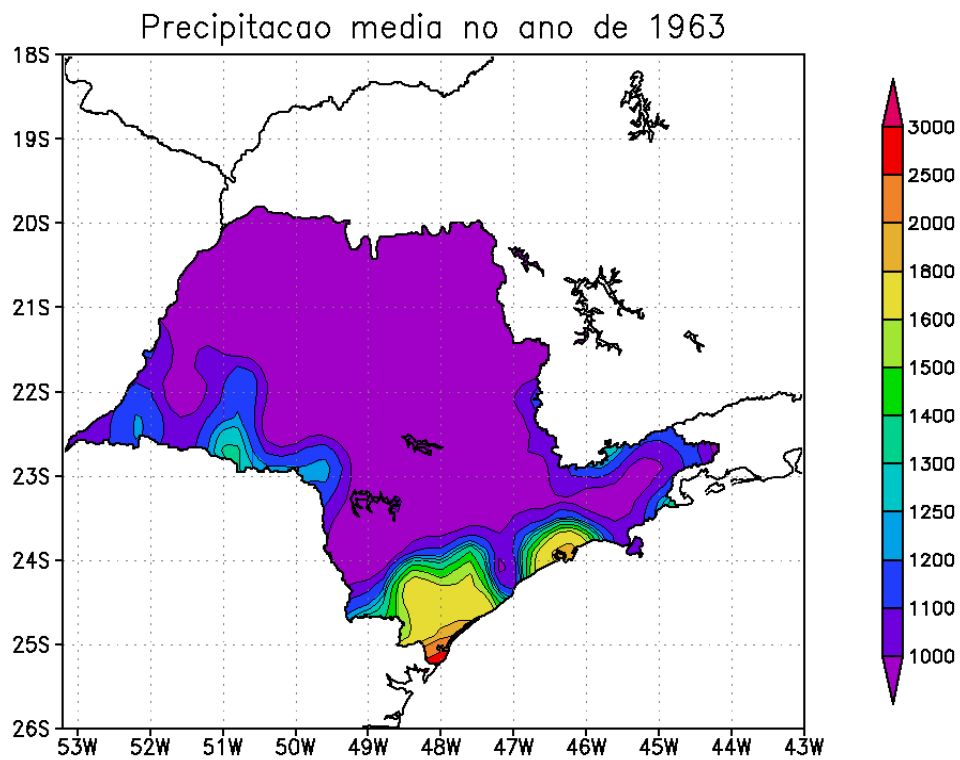 Precipitacao media no ano de 1963
18S
19S
20S
21S
22S
23S
24S
25S
26S
53W 52W 51W 50W 49W 48W 47W 46W 45W 44W 43W
3000
2500
2000
1800
1600
1500
1400
1300
1250
1200
1100
1000